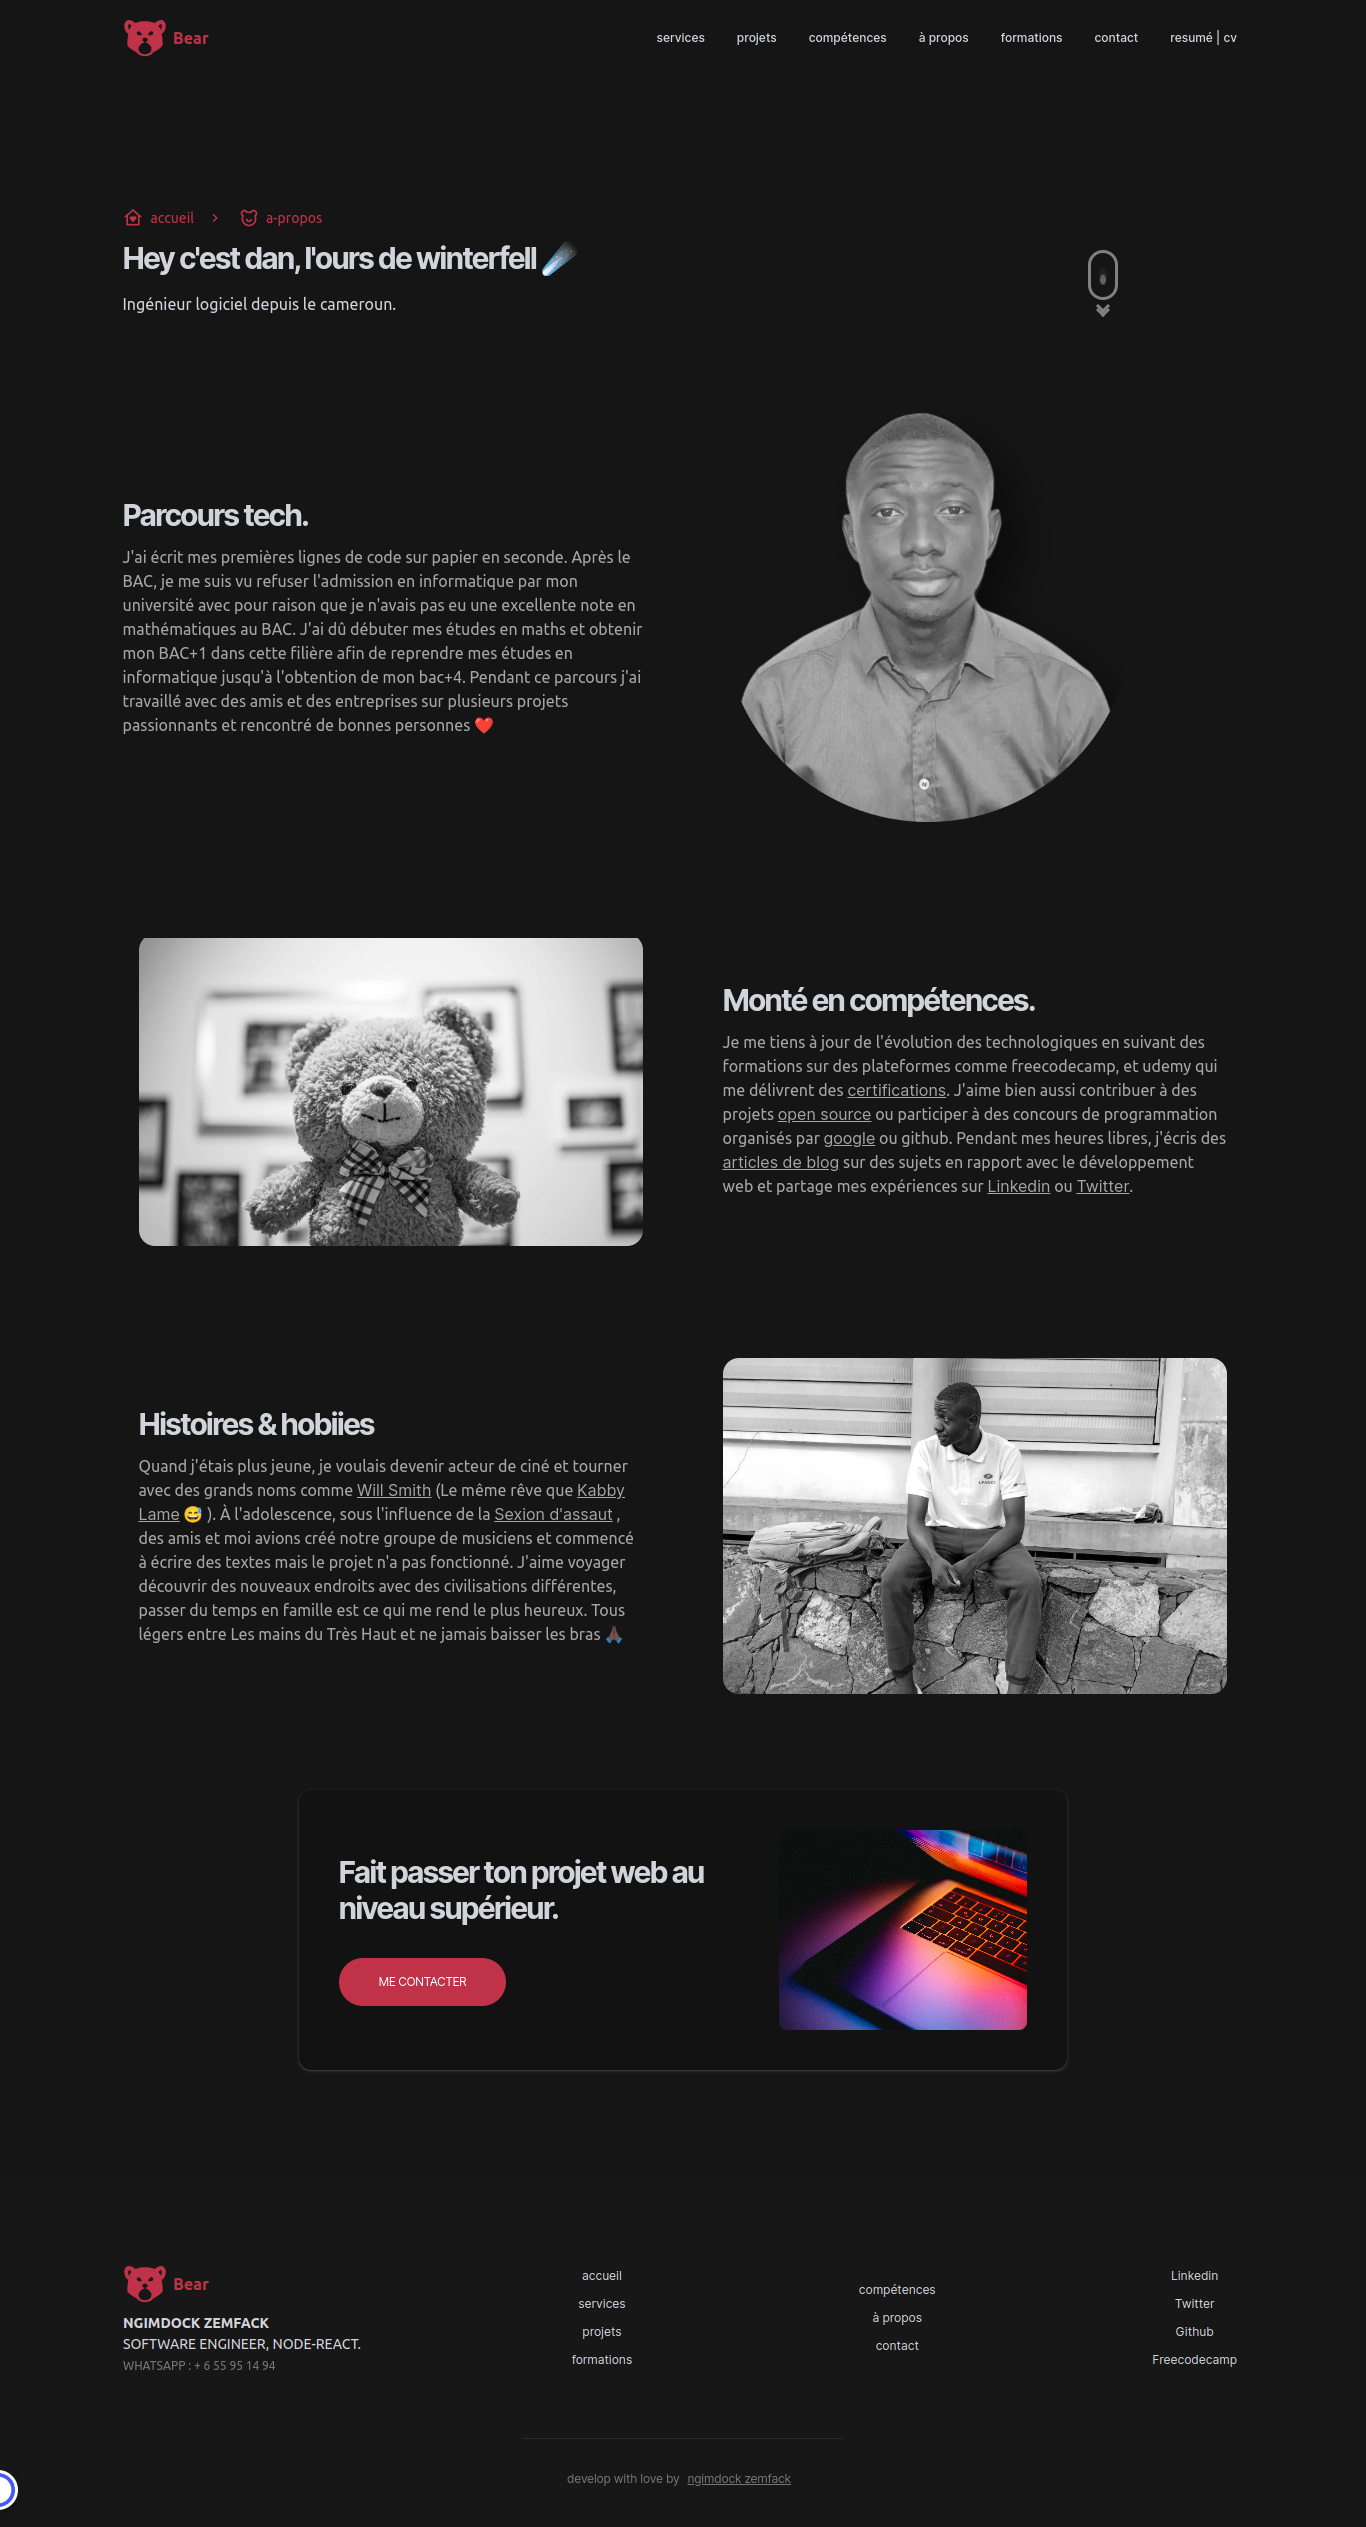 Bear
services projets compétences à propos formations contact resumé | cv
accueil > a-propos
Hey c'est dan, l'ours de winterfell ☄️
Ingénieur logiciel depuis le cameroun.
Parcours tech.
J'ai écrit mes premières lignes de code sur papier en seconde. Après le
BAC, je me suis vu refuser l'admission en informatique par mon
université avec pour raison que je n'avais pas eu une excellente note en
mathématiques au BAC. J'ai dû débuter mes études en maths et obtenir
mon BAC+1 dans cette filière afin de reprendre mes études en
informatique jusqu'à l'obtention de mon bac+4. Pendant ce parcours j'ai
travaillé avec des amis et des entreprises sur plusieurs projets
passionnants et rencontré de bonnes personnes ❤️
Monté en compétences.
Je me tiens à jour de l'évolution des technologiques en suivant des
formations sur des plateformes comme freecodecamp, et udemy qui
me délivrent des certifications. J'aime bien aussi contribuer à des
projets open source ou participer à des concours de programmation
organisés par google ou github. Pendant mes heures libres, j'écris des
articles de blog sur des sujets en rapport avec le développement
web et partage mes expériences sur Linkedin ou Twitter.
Histoires & hobiies
Quand j'étais plus jeune, je voulais devenir acteur de ciné et tourner
avec des grands noms comme Will Smith (Le même rêve que Kabby
Lame 😅 ). À l'adolescence, sous l'influence de la Sexion d'assaut ,
des amis et moi avions créé notre groupe de musiciens et commencé
à écrire des textes mais le projet n'a pas fonctionné. J'aime voyager
découvrir des nouveaux endroits avec des civilisations différentes,
passer du temps en famille est ce qui me rend le plus heureux. Tous
légers entre Les mains du Très Haut et ne jamais baisser les bras 🙏🏿
Fait passer ton projet web au
niveau supérieur.
ME CONTACTER
Bear
NGIMDOCK ZEMFACK
SOFTWARE ENGINEER, NODE-REACT.
WHATSAPP : + 6 55 95 14 94
accueil
services
projets
formations
compétences
à propos
contact
Linkedin
Twitter
Github
Freecodecamp
develop with love by ngimdock zemfack